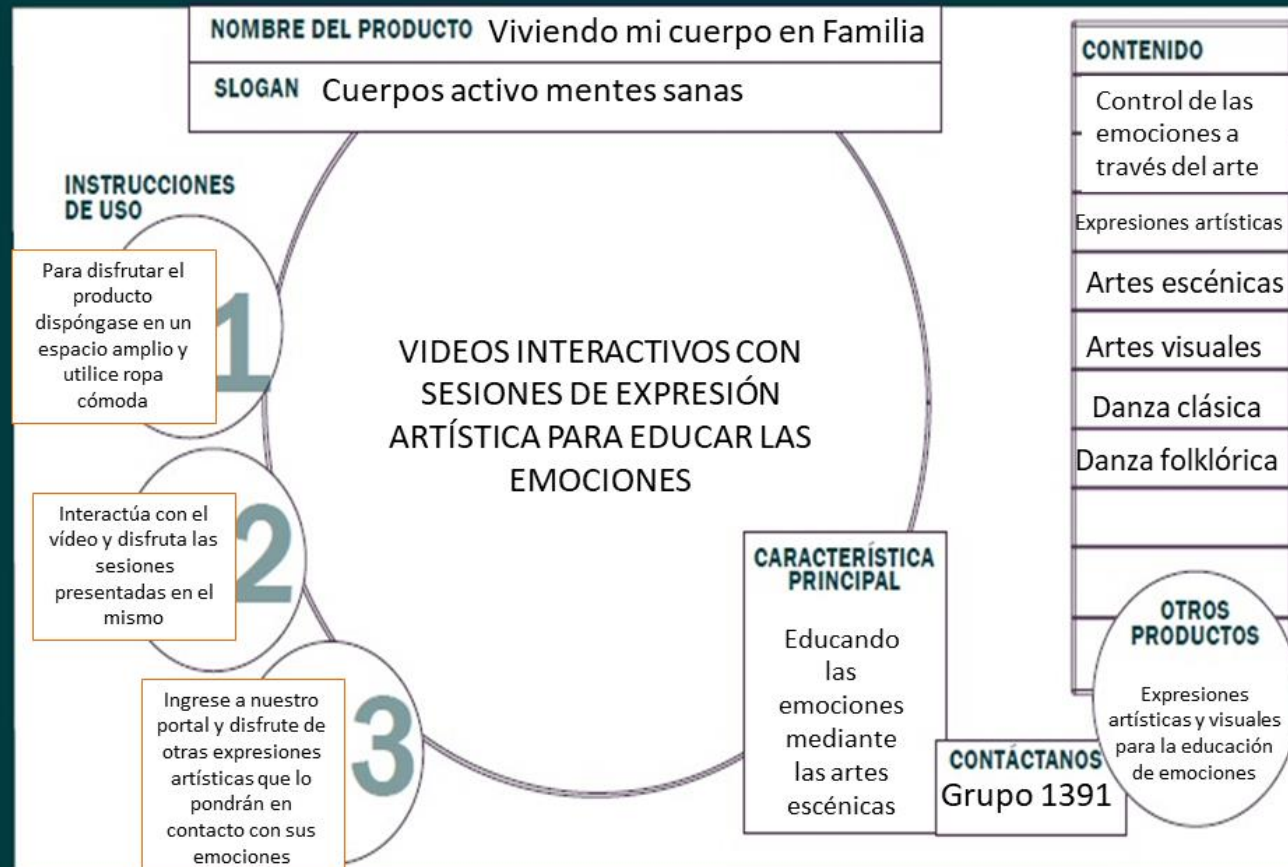 NOMBRE DEL PRODUCTO Viviendo mi cuerpo en Familia
SLOGAN Cuerpos activo mentes sanas
INSTRUCCIONES
DE USO
1
Para disfrutar el
producto
dispóngase en un
espacio amplio y
utilice ropa
cómoda
2
Interactúa con el
vídeo y disfruta las
sesiones
presentadas en el
mismo
3
Ingrese a nuestro
portal y disfrute de
otras expresiones
artísticas que lo
pondrán en
contacto con sus
emociones
VIDEOS INTERACTIVOS CON
SESIONES DE EXPRESIÓN
ARTÍSTICA PARA EDUCAR LAS
EMOCIONES
CARACTERÍSTICA
PRINCIPAL
Educando
las
emociones
mediante
las artes
escénicas
CONTÁCTANOS
Grupo 1391
CONTENIDO
Control de las
emociones a
través del arte
Expresiones artísticas
Artes escénicas
Artes visuales
Danza clásica
Danza folklórica
OTROS
PRODUCTOS
Expresiones
artísticas y visuales
para la educación
de emociones